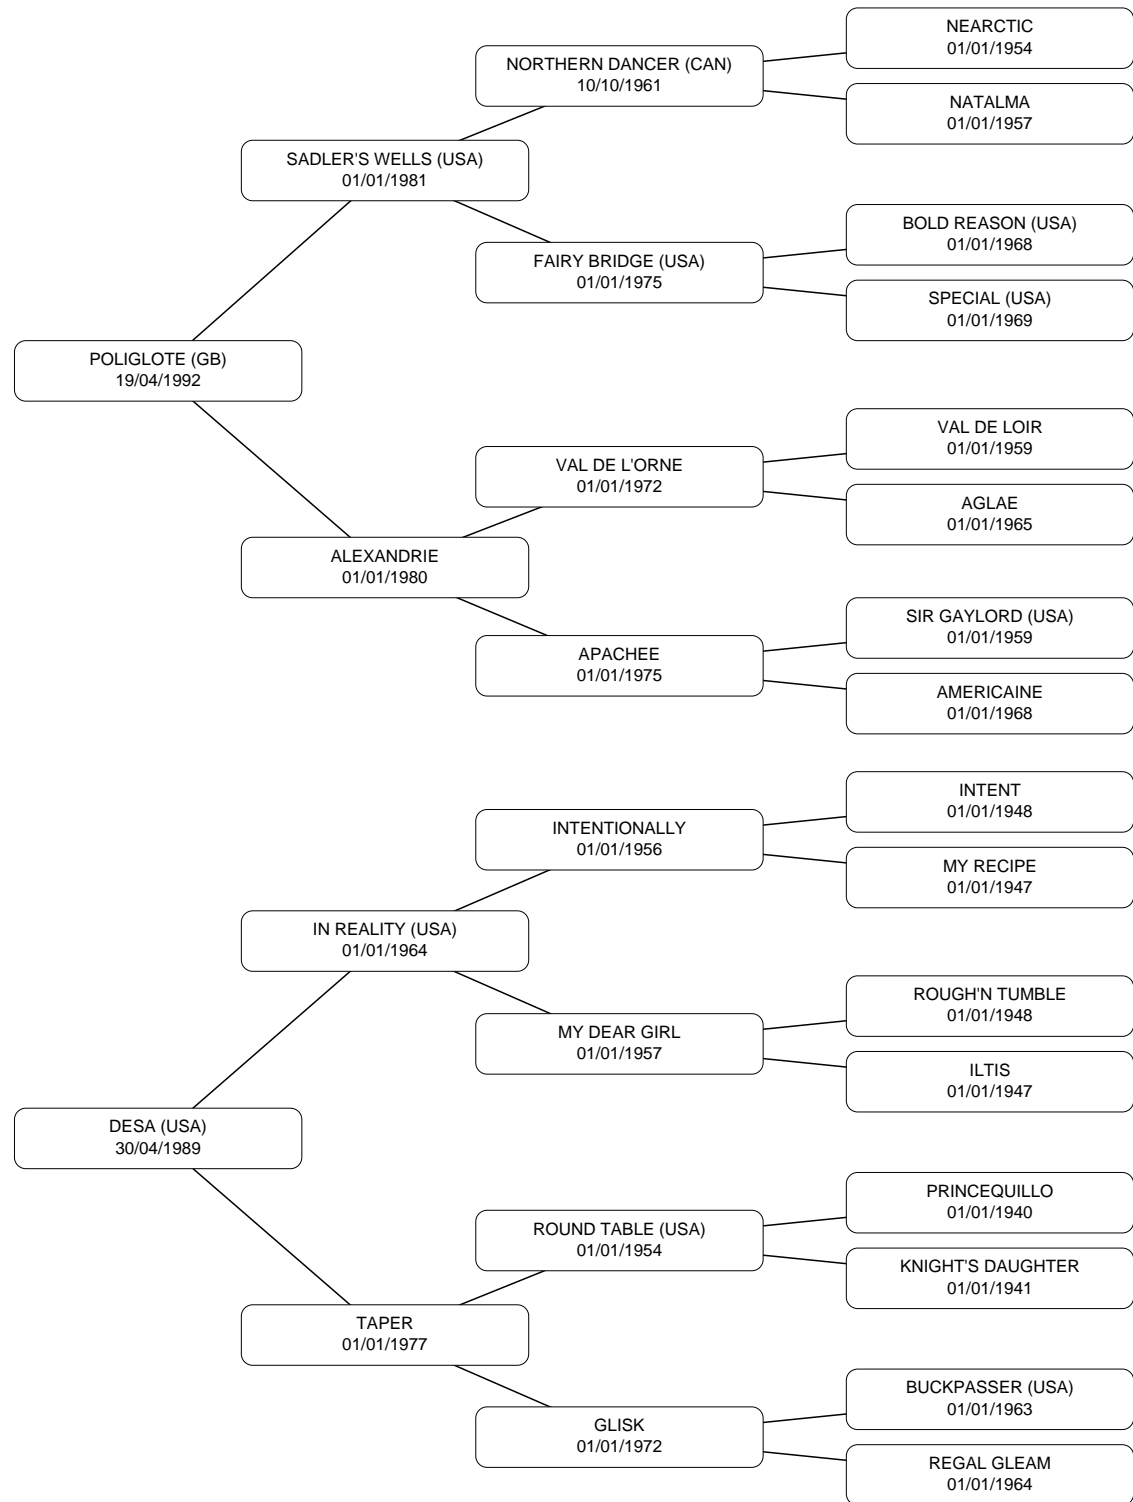 NEARCTIC
01/01/1954
NORTHERN DANCER (CAN)
10/10/1961
NATALMA
01/01/1957
SADLER'S WELLS (USA)
01/01/1981
BOLD REASON (USA)
01/01/1968
FAIRY BRIDGE (USA)
01/01/1975
SPECIAL (USA)
01/01/1969
POLIGLOTE (GB)
19/04/1992
VAL DE LOIR
01/01/1959
VAL DE L'ORNE
01/01/1972
AGLAE
01/01/1965
ALEXANDRIE
01/01/1980
SIR GAYLORD (USA)
01/01/1959
APACHEE
01/01/1975
AMERICAINE
01/01/1968
INTENT
01/01/1948
INTENTIONALLY
01/01/1956
MY RECIPE
01/01/1947
IN REALITY (USA)
01/01/1964
ROUGH'N TUMBLE
01/01/1948
MY DEAR GIRL
01/01/1957
ILTIS
01/01/1947
DESA (USA)
30/04/1989
PRINCEQUILLO
01/01/1940
ROUND TABLE (USA)
01/01/1954
KNIGHT'S DAUGHTER
01/01/1941
TAPER
01/01/1977
BUCKPASSER (USA)
01/01/1963
GLISK
01/01/1972
REGAL GLEAM
01/01/1964